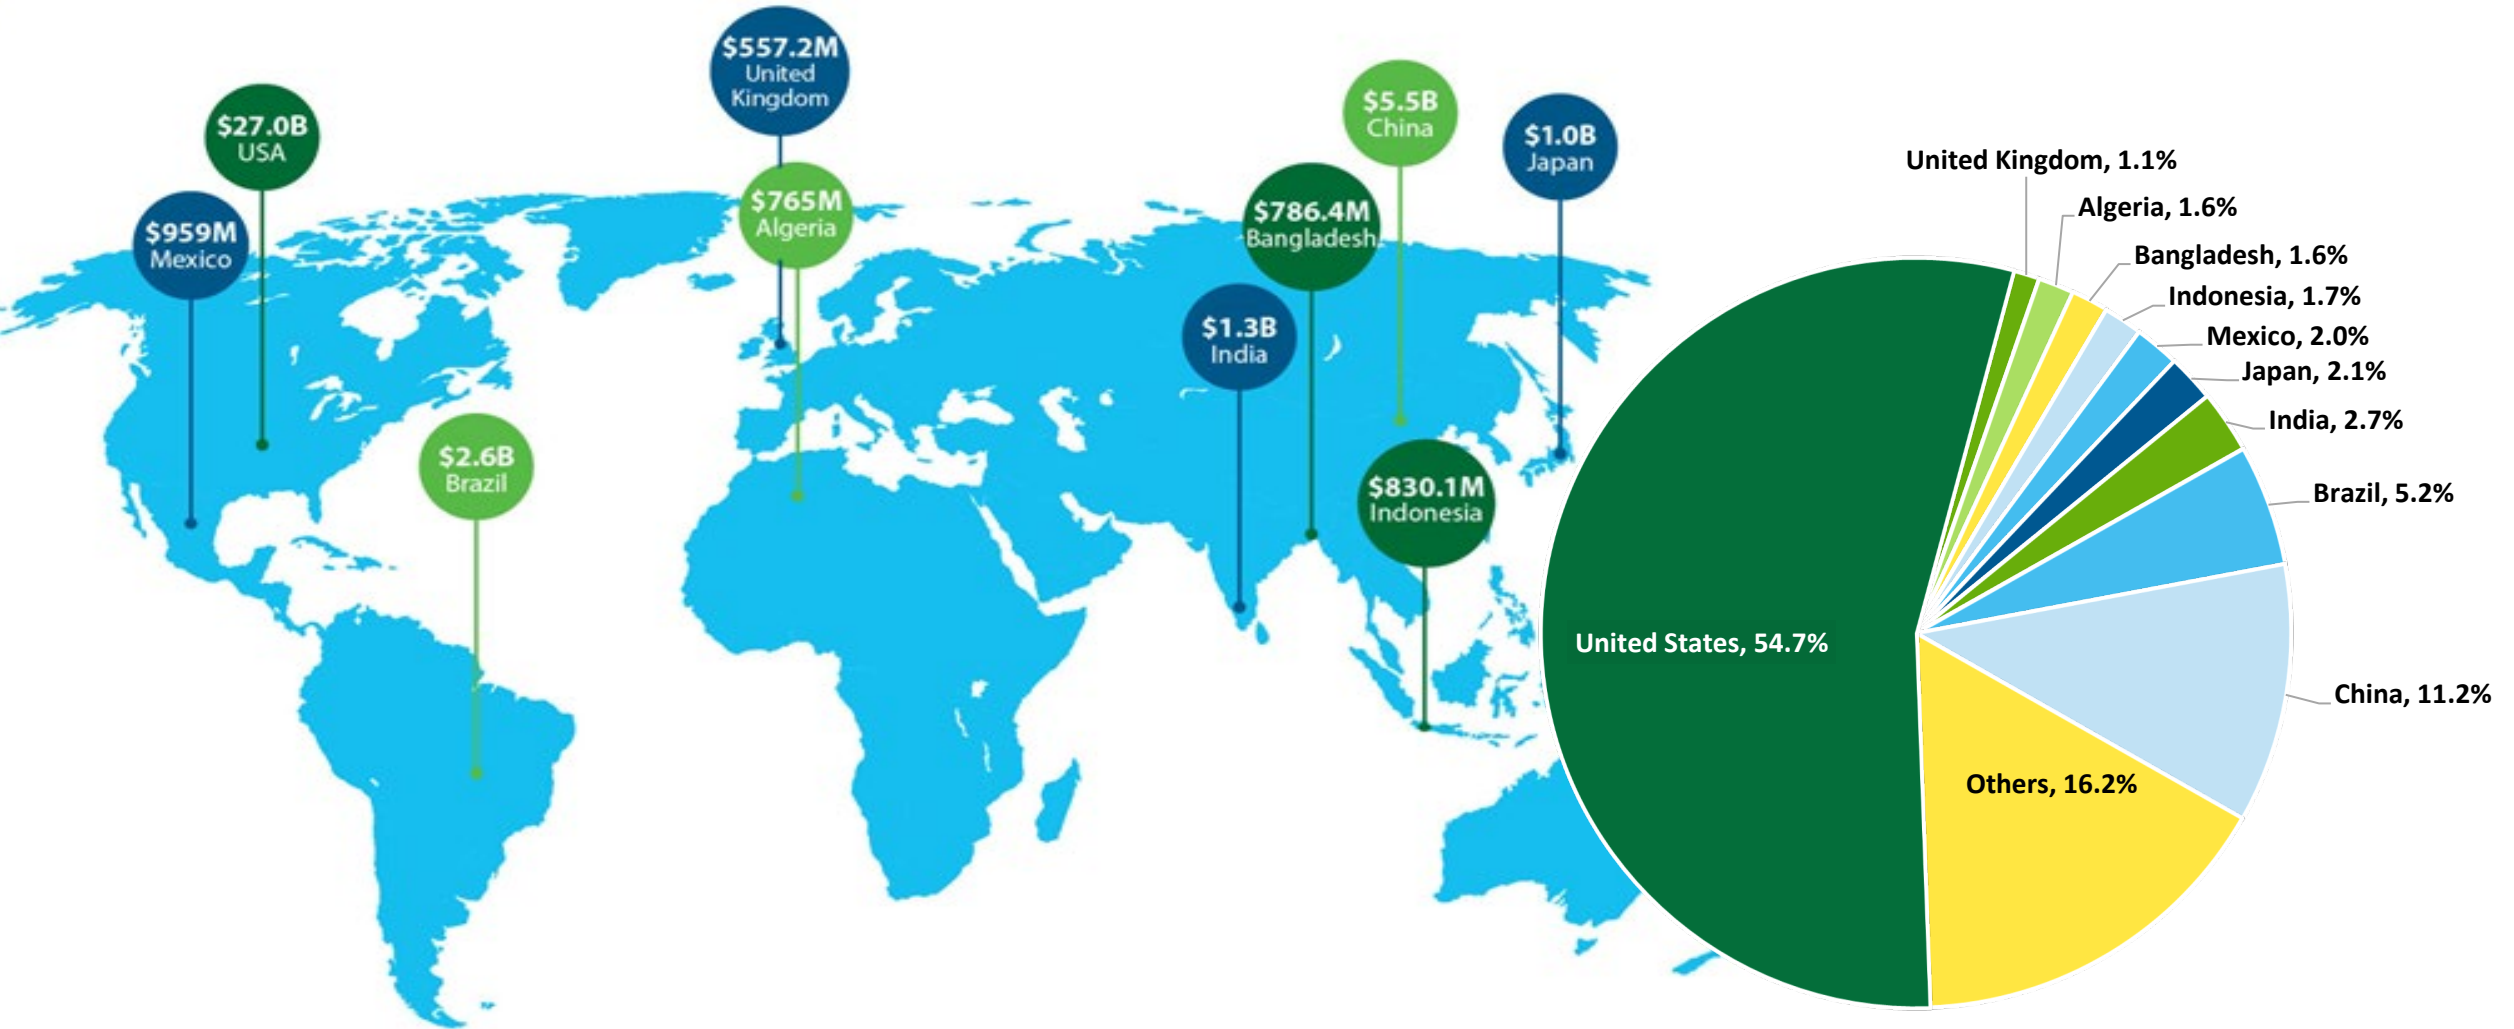 $557.2M
United
Kingdom
$27.0B
USA
$5.5B
China
$1.0B
Japan
$959M
Mexico
$765M
Algeria
$786.4M
Bangladesh
$1.3B
India
$2.6B
Brazil
$830.1M
Indonesia
United Kingdom, 1.1%
Algeria, 1.6%
Bangladesh, 1.6%
Indonesia, 1.7%
Mexico, 2.0%
Japan, 2.1%
India, 2.7%
Brazil, 5.2%
United States, 54.7%
China, 11.2%
Others, 16.2%